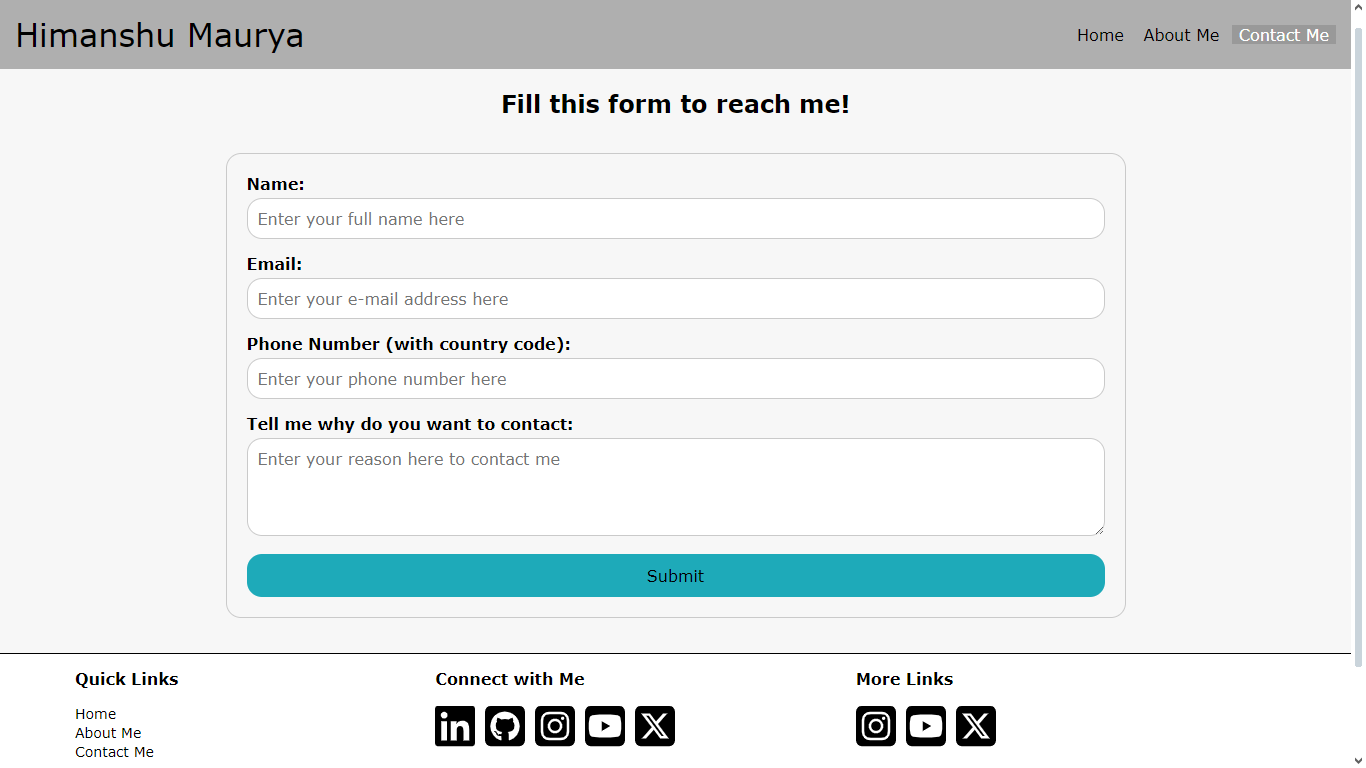 Himanshu Maurya
Home About Me Contact Me
Fill this form to reach me!
Name:
Enter your full name here
Email:
Enter your e-mail address here
Phone Number (with country code):
Enter your phone number here
Tell me why do you want to contact:
Enter your reason here to contact me
Submit
Quick Links
Home
About Me
Contact Me
Connect with Me
in
More Links